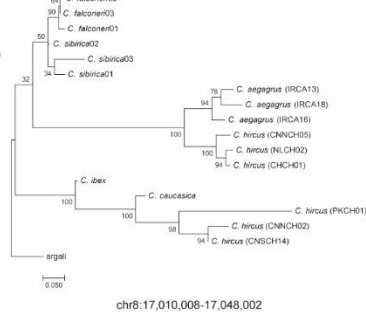 90
C. falconeri03
C. falconeri01
50
C. sibirica02
C. sibirica03
34
C. sibirica01
32
76
C. aegagrus (IRCA13)
94
C. aegagrus (IRCA18)
C. aegagrus (IRCA16)
100
C. hircus (CNNCH05)
100
C. hircus (NLCH02)
94
C. hircus (CHCH01)
C. ibex
100
C. caucasica
100
C. hircus (PKCH01)
98
C. hircus (CNNCH02)
94
C. hircus (CNSCH14)
argali
0.050
chr8:17,010,008-17,048,002